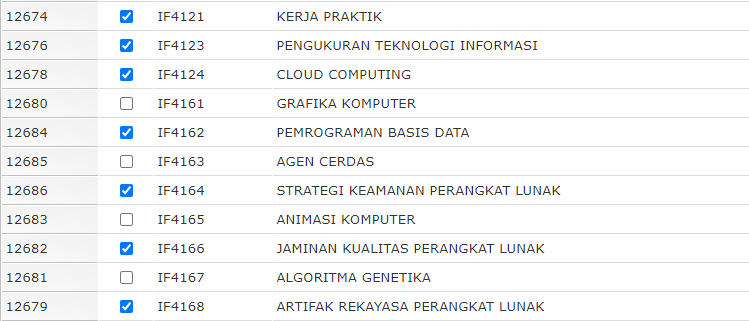 12674 IF4121 KERJA PRAKTIK
12676 IF4123 PENGUKURAN TEKNOLOGI INFORMASI
12678 IF4124 CLOUD COMPUTING
12680 IF4161 GRAFIKA KOMPUTER
12684 IF4162 PEMROGRAMAN BASIS DATA
12685 IF4163 AGEN CERDAS
12686 IF4164 STRATEGI KEAMANAN PERANGKAT LUNAK
12683 IF4165 ANIMASI KOMPUTER
12682 IF4166 JAMINAN KUALITAS PERANGKAT LUNAK
12681 IF4167 ALGORITMA GENETIKA
12679 IF4168 ARTIFAK REKAYASA PERANGKAT LUNAK